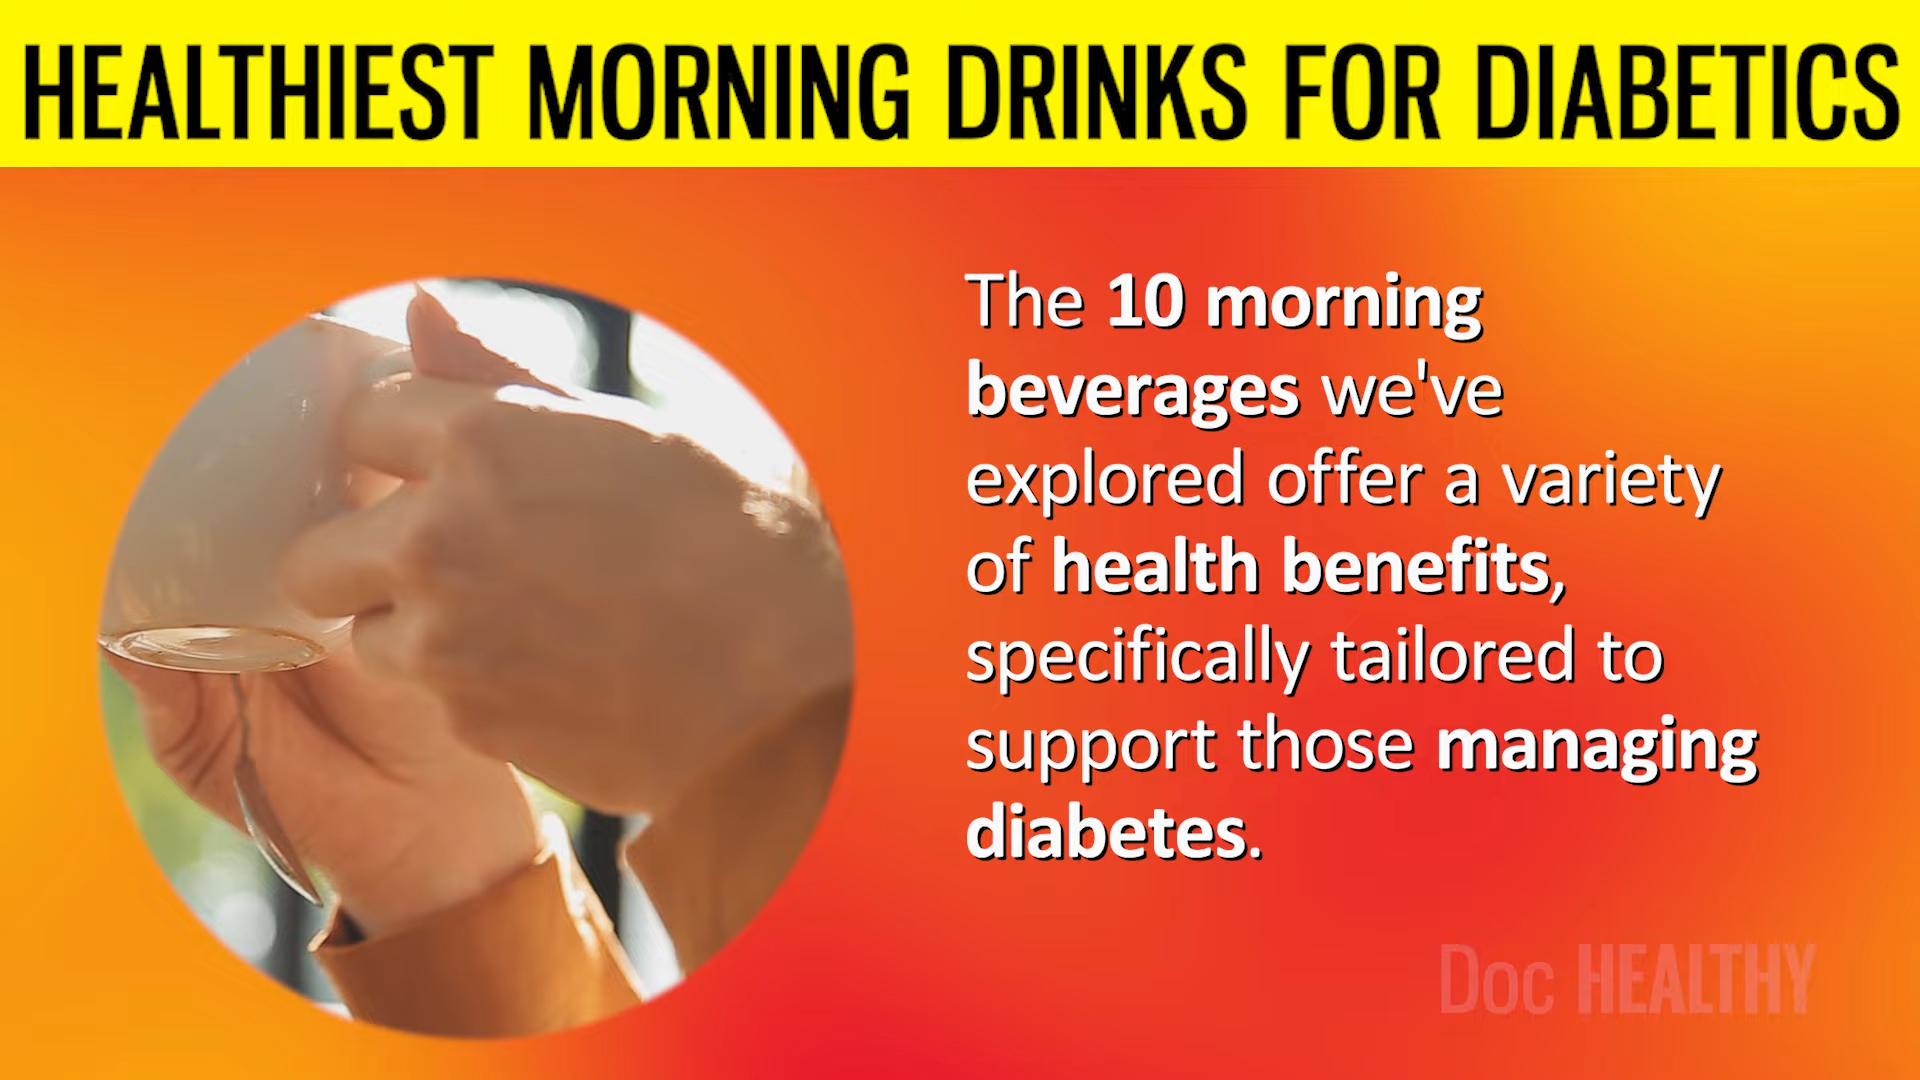 HEALTHIEST MORNING DRINKS FOR DIABETICS
The 10 morning
beverages we've
explored offer a variety
of health benefits,
specifically tailored to
support those managing
diabetes.
Doc HEALTHY